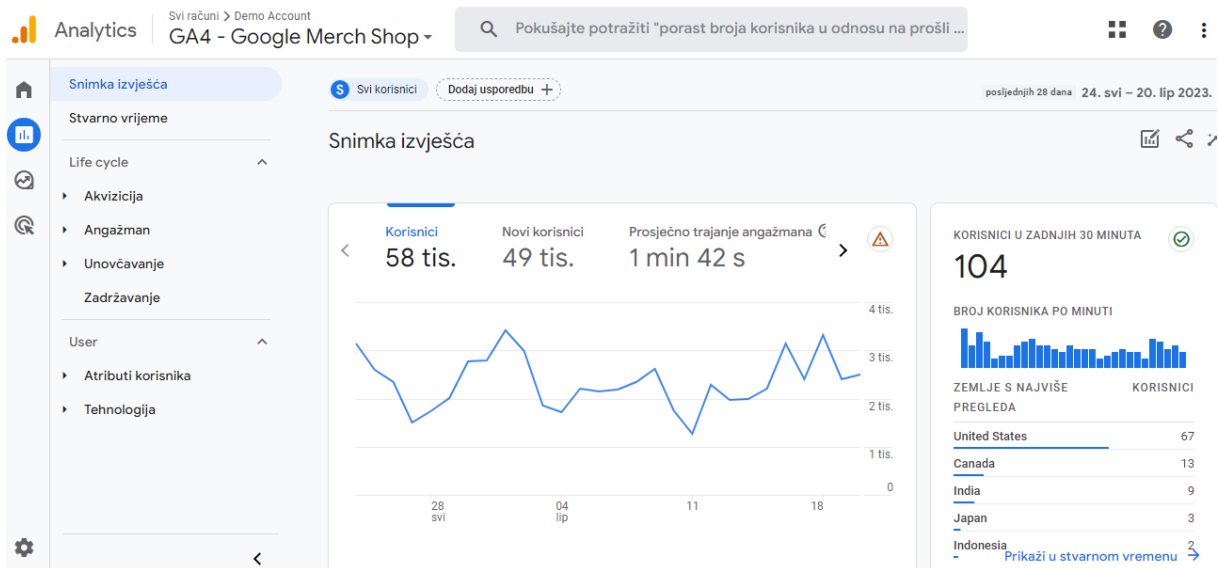 Analytics
Svi računi > Demo Account
GA4 - Google Merch Shop
Pokušajte potražiti "porast broja korisnika u odnosu na prošli ...
Snimka izvješća
Stvarno vrijeme
Life cycle
Akvizicija
Angažman
Unovčavanje
Zadržavanje
User
Atributi korisnika
Tehnologija
S Svi korisnici
Dodaj usporedbu +
posljednjih 28 dana 24. svi – 20. lip 2023.
Snimka izvješća
Korisnici
58 tis.
Novi korisnici
49 tis.
Prosječno trajanje angažmana
1 min 42 s
4 tis.
3 tis.
2 tis.
1 tis.
0
28
svi
04
lip
11
18
KORISNICI U ZADNJIH 30 MINUTA
104
BROJ KORISNIKA PO MINUTI
ZEMLJE S NAJVIŠE PREGLEDA KORISNICI
United States 67
Canada 13
India 9
Japan 3
Indonesia 2
Prikaži u stvarnom vremenu